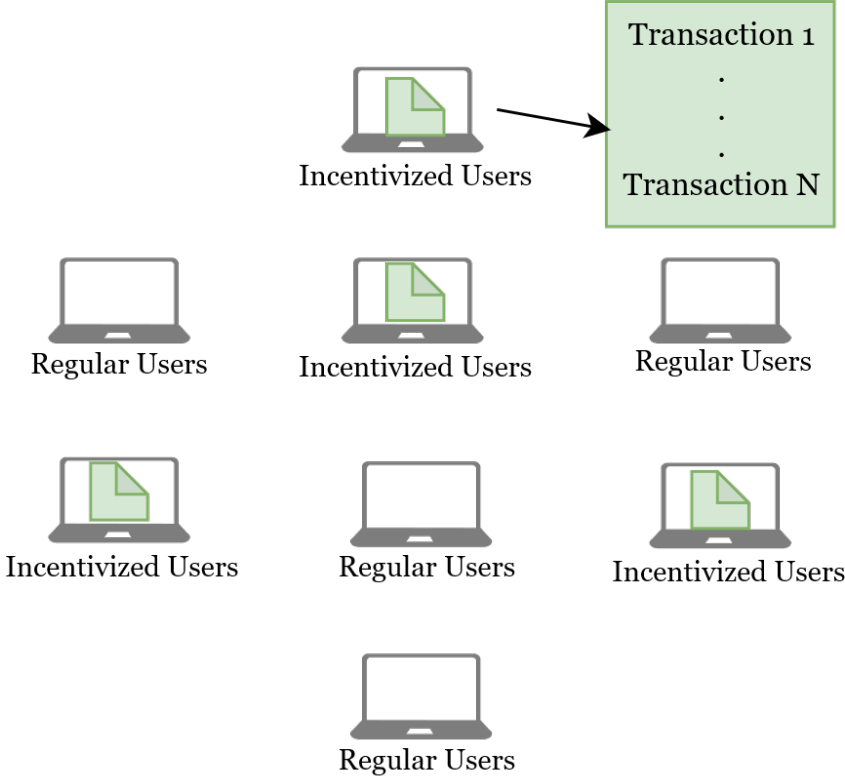 Transaction 1
.
.
.
Transaction N
Incentivized Users
Regular Users
Incentivized Users
Regular Users
Incentivized Users
Regular Users
Incentivized Users
Regular Users